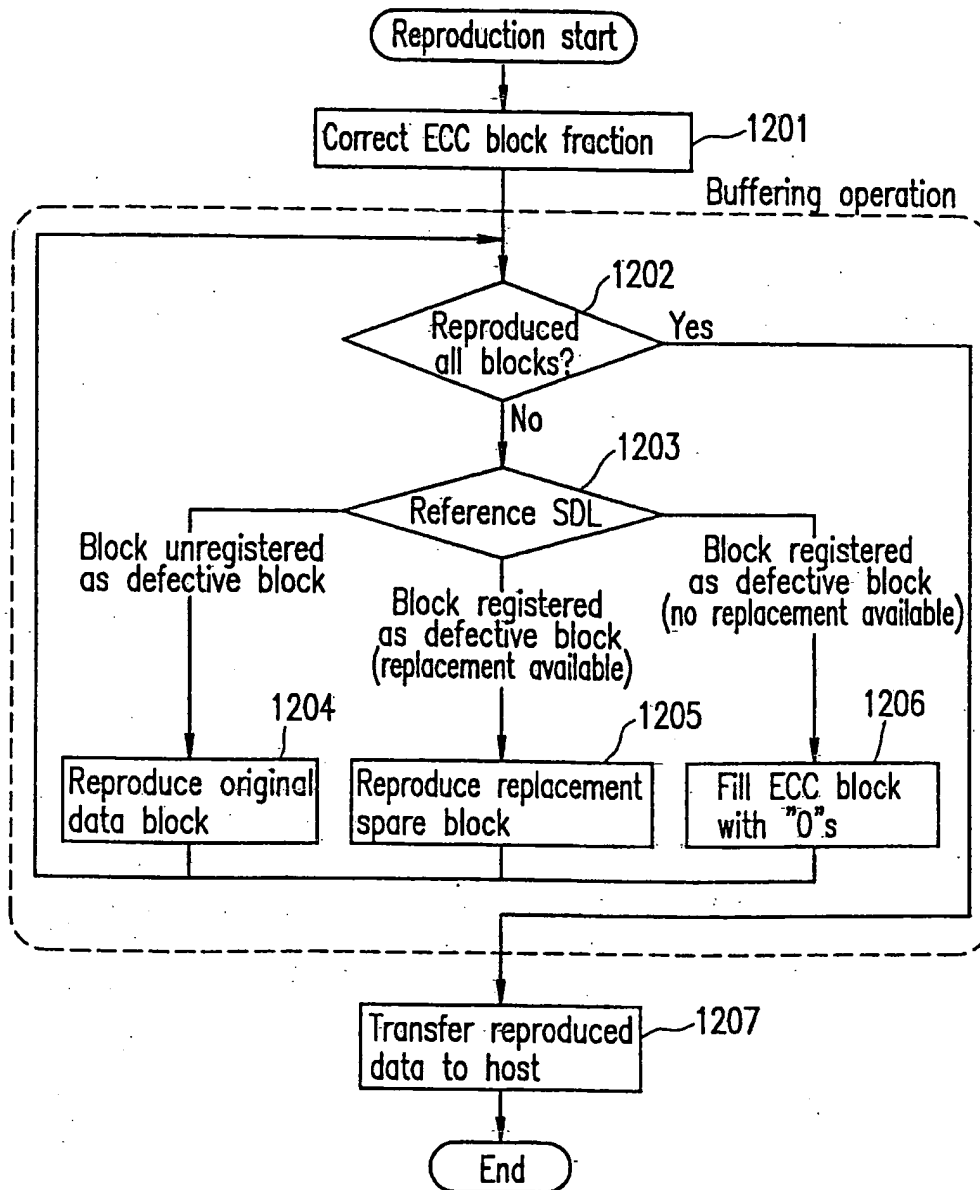 Reproduction start
Correct ECC block fraction
1201
Buffering operation
1202
Reproduced
all blocks?
Yes
No
1203
Reference SDL
Block unregistered
as defective block
Block registered
as defective block
(replacement available)
Block registered
as defective block
(no replacement available)
1204
Reproduce original
data block
1205
Reproduce replacement
spare block
1206
Fill ECC block
with "0"s
Transfer reproduced
data to host
1207
End